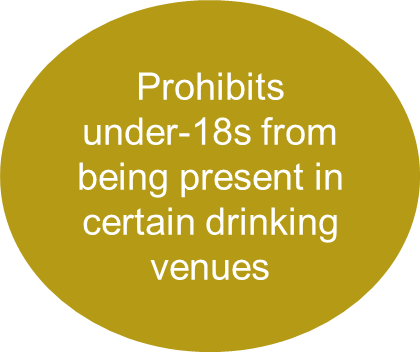 Prohibits
under-18s from
being present in
certain drinking
venues